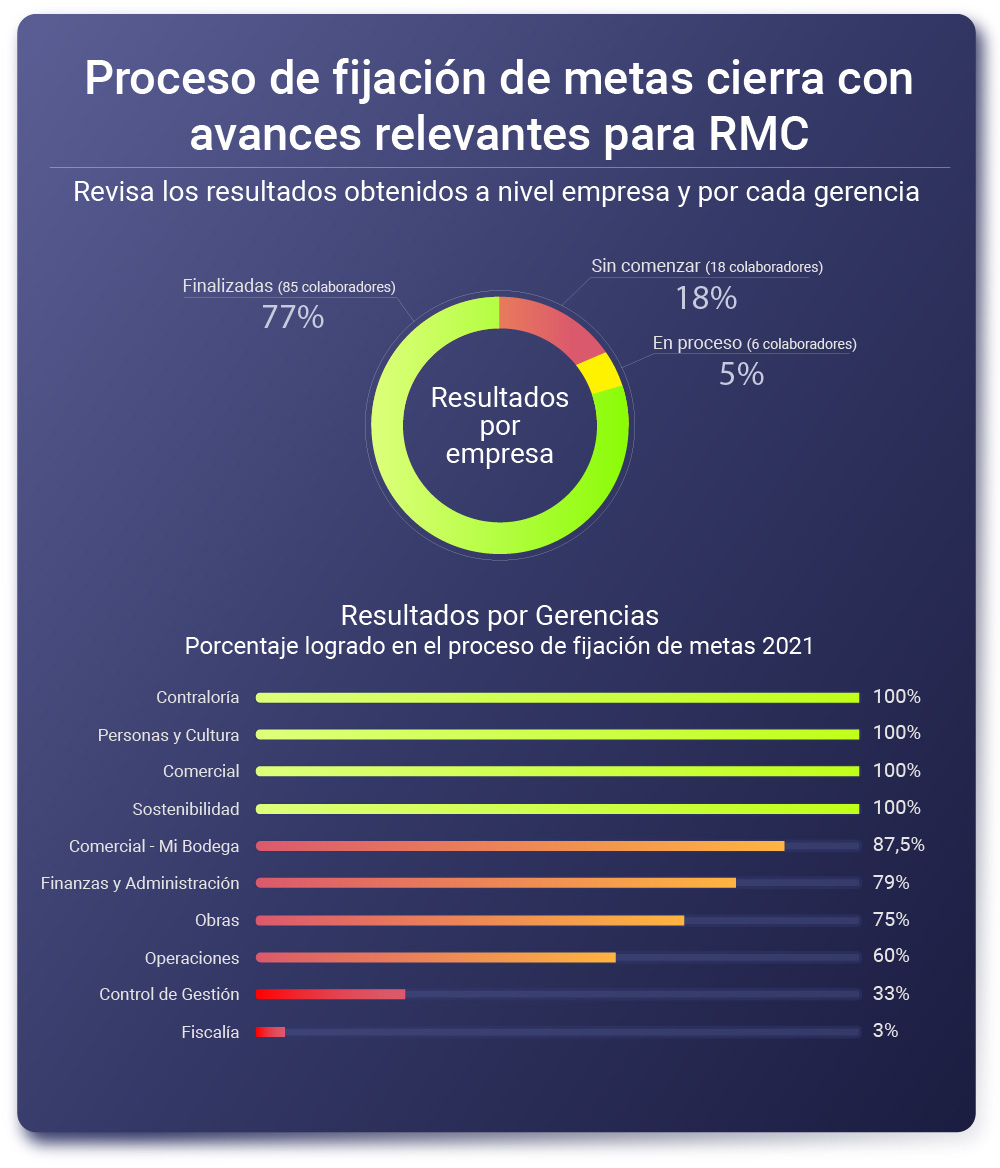 Proceso de fijación de metas cierra con
avances relevantes para RMC
Revisa los resultados obtenidos a nivel empresa y por cada gerencia
Finalizadas (85 colaboradores)
77%
Sin comenzar (18 colaboradores)
18%
En proceso (6 colaboradores)
5%
Resultados
por
empresa
Resultados por Gerencias
Porcentaje logrado en el proceso de fijación de metas 2021
Contraloría 100%
Personas y Cultura 100%
Comercial 100%
Sostenibilidad 100%
Comercial - Mi Bodega 87,5%
Finanzas y Administración 79%
Obras 75%
Operaciones 60%
Control de Gestión 33%
Fiscalía 3%